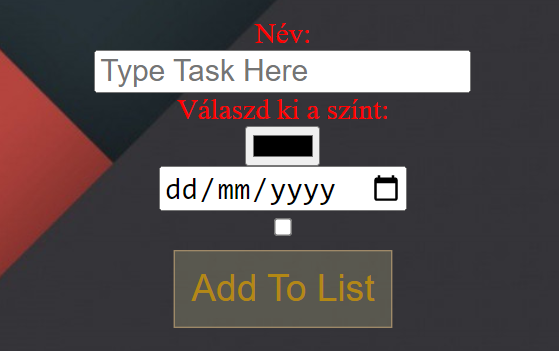 Név:
Type Task Here
Válaszd ki a színt:
dd/mm/yyyy
Add To List